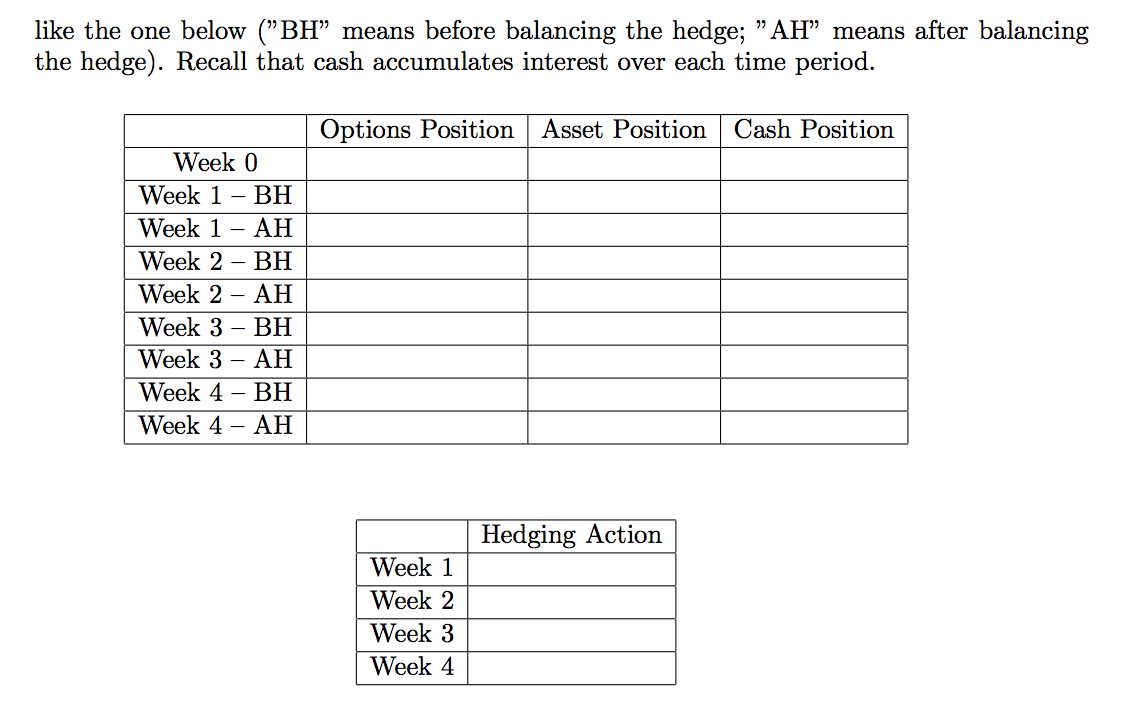 like the one below (”BH” means before balancing the hedge; ”AH” means after balancing
the hedge). Recall that cash accumulates interest over each time period.
Options Position Asset Position Cash Position
Week 0
Week 1 – BH
Week 1 – AH
Week 2 – BH
Week 2 – AH
Week 3 – BH
Week 3 – AH
Week 4 – BH
Week 4 – AH
Hedging Action
Week 1
Week 2
Week 3
Week 4